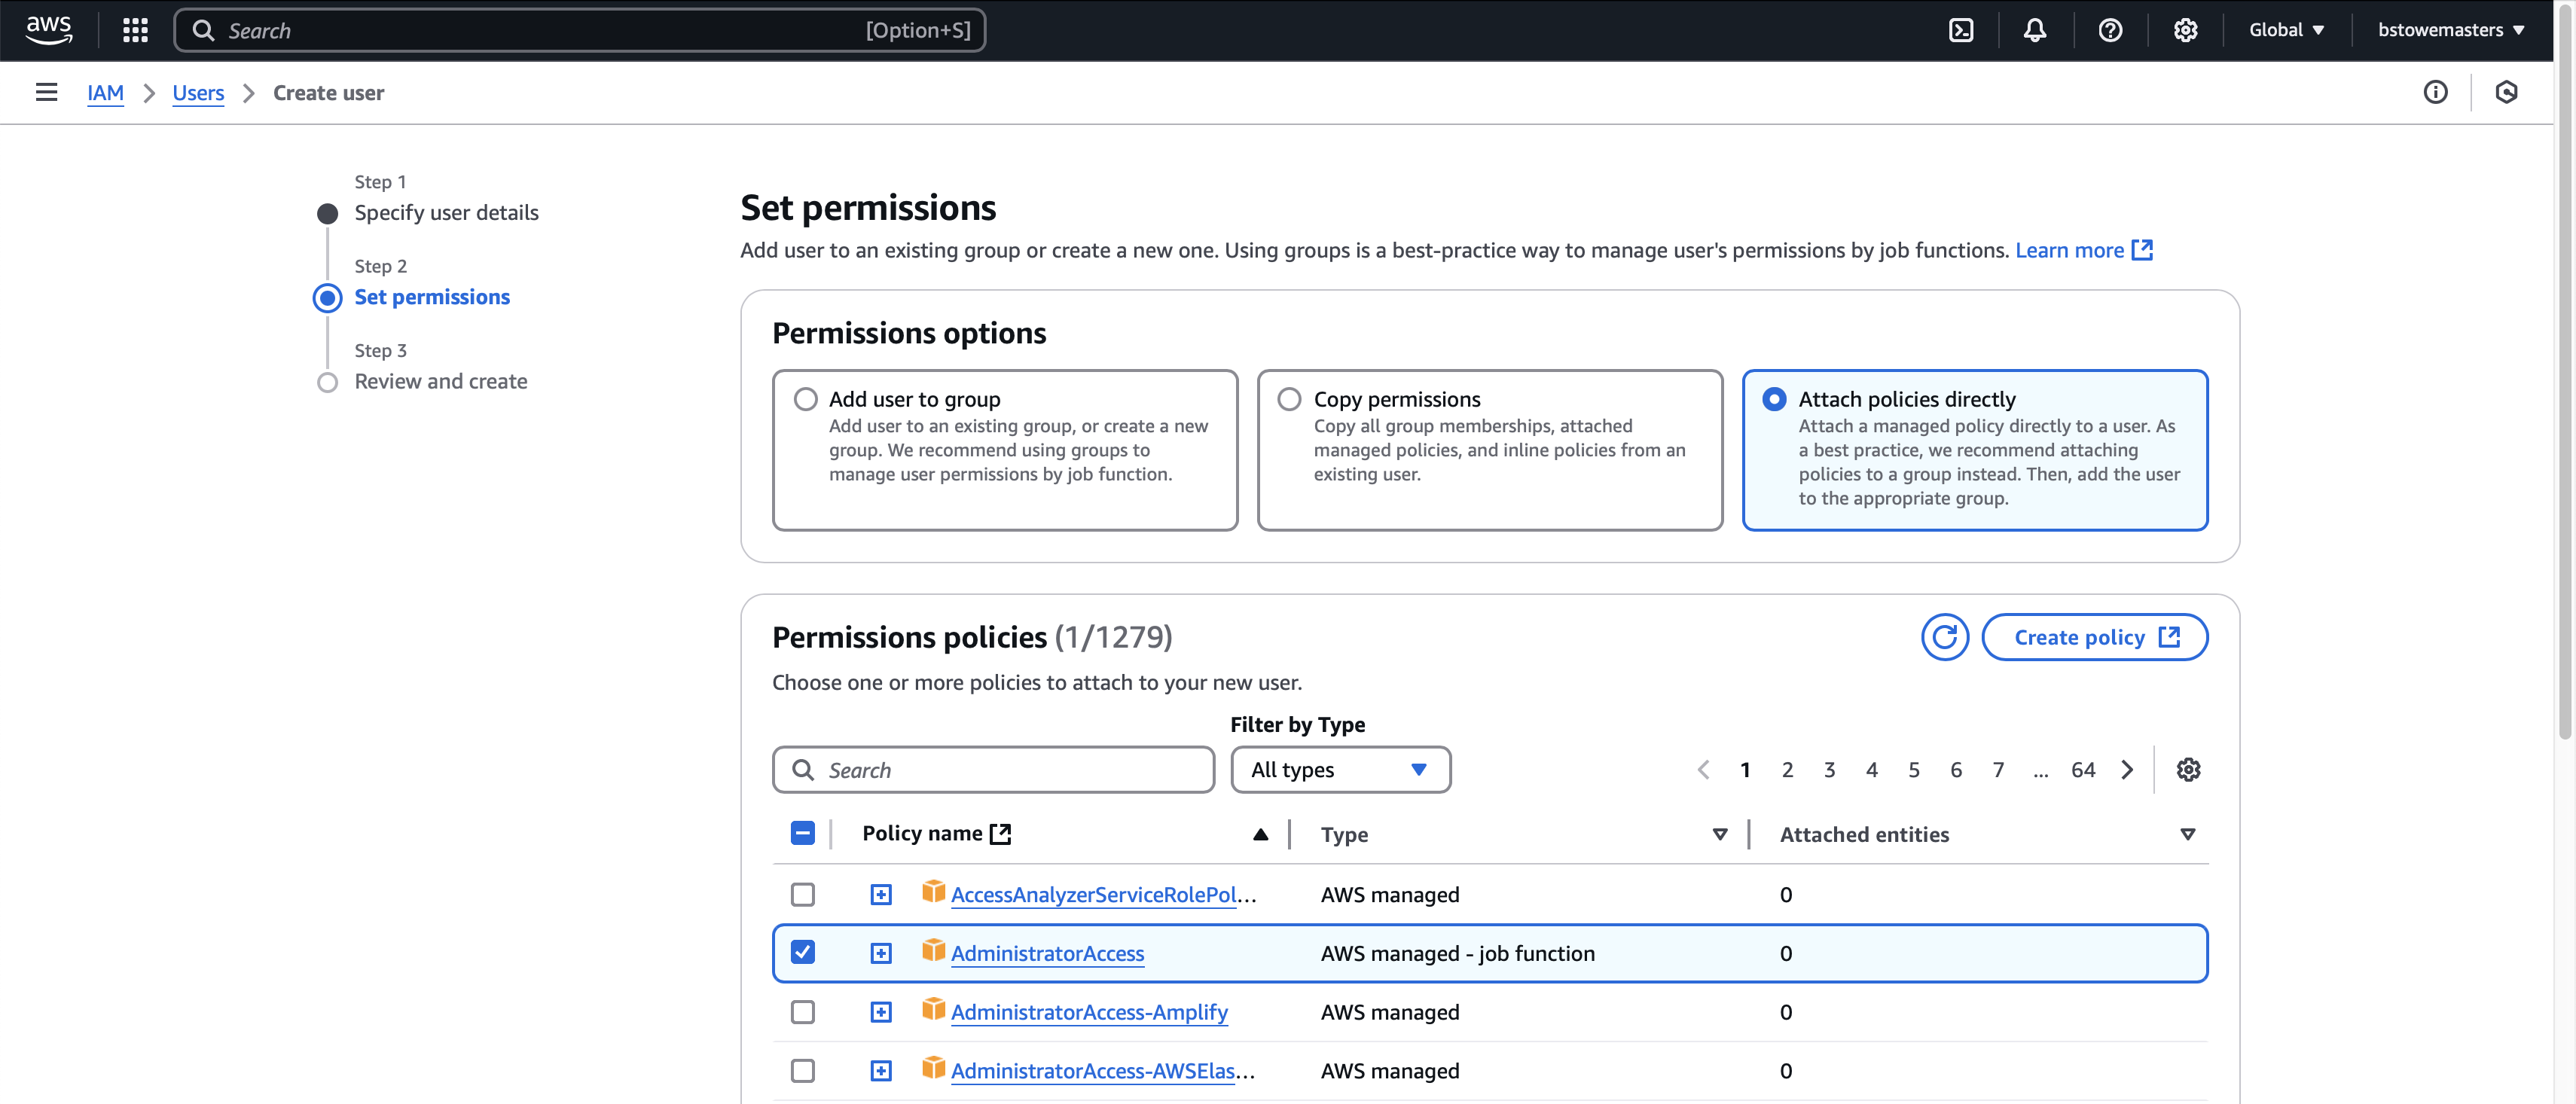 aws
Search
[Option+S]
Global
bstowemasters
IAM
Users
Create user
Step 1
Specify user details
Step 2
Set permissions
Step 3
Review and create
Set permissions
Add user to an existing group or create a new one. Using groups is a best-practice way to manage user's permissions by job functions. Learn more
Permissions options
Add user to group
Add user to an existing group, or create a new
group. We recommend using groups to
manage user permissions by job function.
Copy permissions
Copy all group memberships, attached
managed policies, and inline policies from an
existing user.
Attach policies directly
Attach a managed policy directly to a user. As
a best practice, we recommend attaching
policies to a group instead. Then, add the user
to the appropriate group.
Permissions policies (1/1279)
Create policy
Choose one or more policies to attach to your new user.
Filter by Type
Search
All types
1 2 3 4 5 6 7 ... 64
Policy name Type Attached entities
AccessAnalyzerServiceRolePol... AWS managed 0
AdministratorAccess AWS managed - job function 0
AdministratorAccess-Amplify AWS managed 0
AdministratorAccess-AWSElas... AWS managed 0